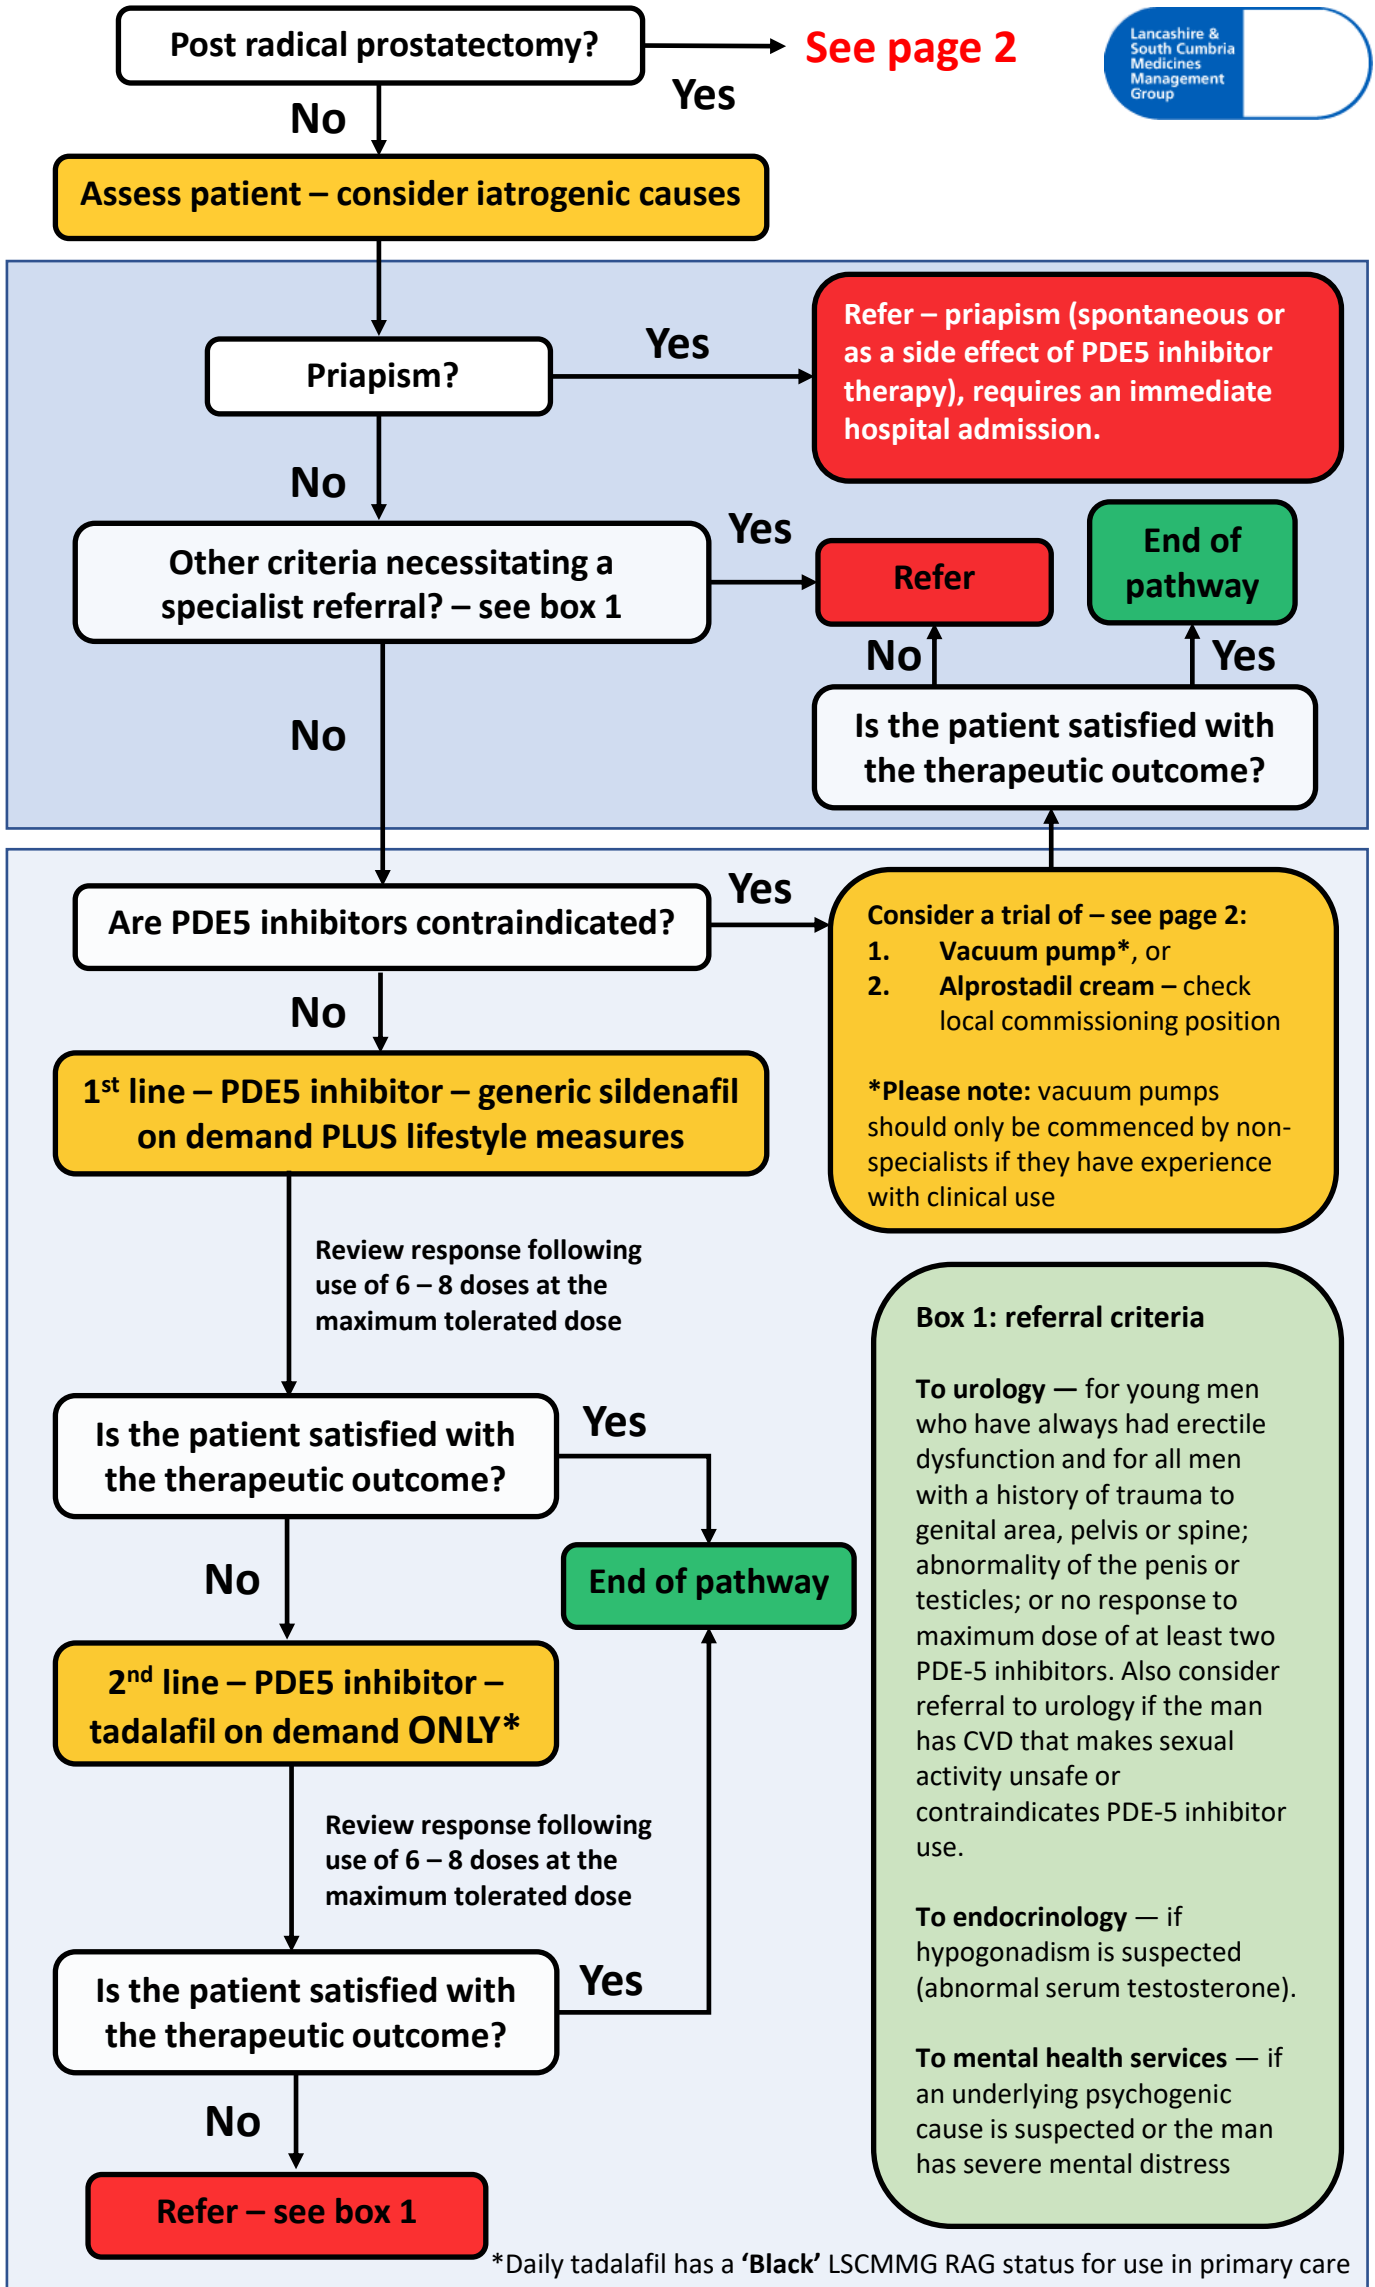 Post radical prostatectomy?
See page 2
Lancashire &
South Cumbria
Medicines
Management
Group
Yes
No
Assess patient – consider iatrogenic causes
Priapism?
Yes
Refer – priapism (spontaneous or
as a side effect of PDE5 inhibitor
therapy), requires an immediate
hospital admission.
No
Other criteria necessitating a
specialist referral? – see box 1
Yes
Refer
End of
pathway
No
Yes
Is the patient satisfied with
the therapeutic outcome?
No
Are PDE5 inhibitors contraindicated?
Yes
Consider a trial of – see page 2:
1. Vacuum pump*, or
2. Alprostadil cream – check
local commissioning position
*Please note: vacuum pumps
should only be commenced by non-
specialists if they have experience
with clinical use
No
1st line – PDE5 inhibitor – generic sildenafil
on demand PLUS lifestyle measures
Review response following
use of 6 – 8 doses at the
maximum tolerated dose
Is the patient satisfied with
the therapeutic outcome?
Yes
End of pathway
No
2nd line – PDE5 inhibitor –
tadalafil on demand ONLY*
Review response following
use of 6 – 8 doses at the
maximum tolerated dose
Is the patient satisfied with
the therapeutic outcome?
Yes
No
Refer – see box 1
Box 1: referral criteria
To urology — for young men
who have always had erectile
dysfunction and for all men
with a history of trauma to
genital area, pelvis or spine;
abnormality of the penis or
testicles; or no response to
maximum dose of at least two
PDE-5 inhibitors. Also consider
referral to urology if the man
has CVD that makes sexual
activity unsafe or
contraindicates PDE-5 inhibitor
use.
To endocrinology — if
hypogonadism is suspected
(abnormal serum testosterone).
To mental health services — if
an underlying psychogenic
cause is suspected or the man
has severe mental distress
*Daily tadalafil has a ‘Black’ LSCMMG RAG status for use in primary care